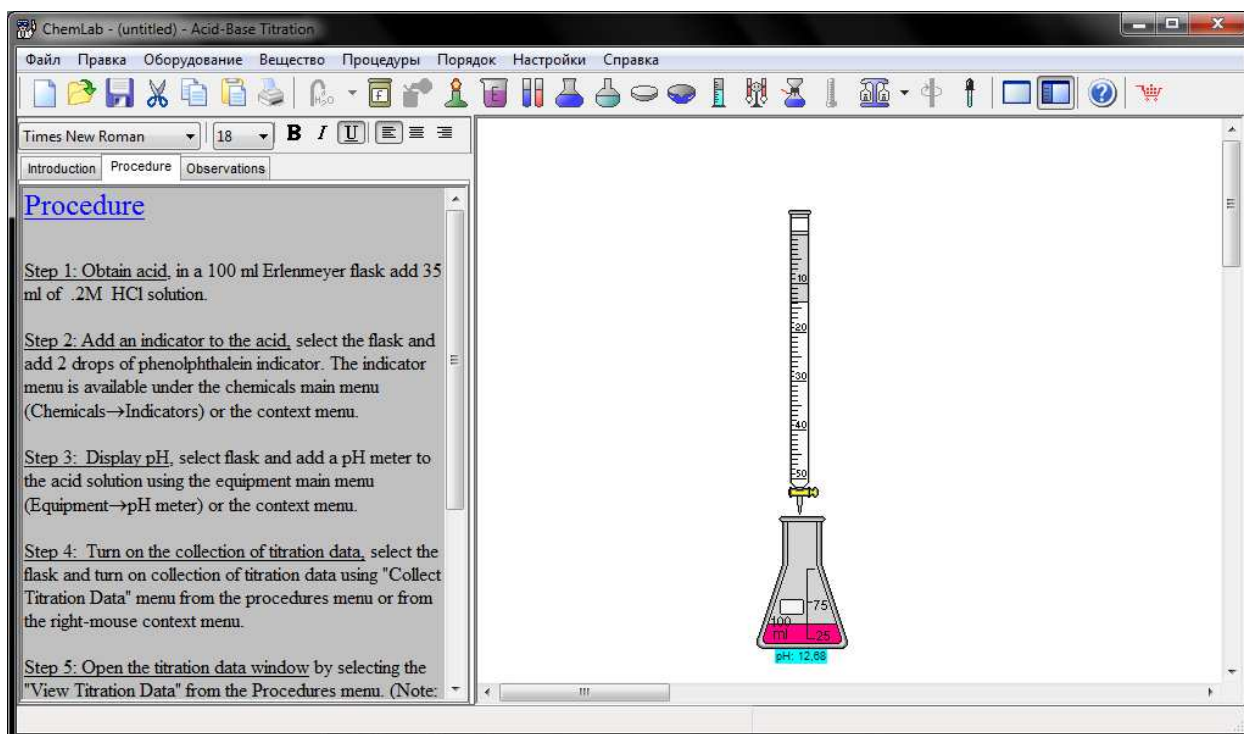 ChemLab - (untitled) - Acid-Base Titration
Файл Правка Оборудование Вещество Процедуры Порядок Настройки Справка
H₂O
F
E
Times New Roman 18 B I U
Introduction Procedure Observations
Procedure
Step 1: Obtain acid, in a 100 ml Erlenmeyer flask add 35
ml of .2M HCl solution.
Step 2: Add an indicator to the acid, select the flask and
add 2 drops of phenolphthalein indicator. The indicator
menu is available under the chemicals main menu
(Chemicals→Indicators) or the context menu.
Step 3: Display pH, select flask and add a pH meter to
the acid solution using the equipment main menu
(Equipment→pH meter) or the context menu.
Step 4: Turn on the collection of titration data, select the
flask and turn on collection of titration data using "Collect
Titration Data" menu from the procedures menu or from
the right-mouse context menu.
Step 5: Open the titration data window by selecting the
"View Titration Data" from the Procedures menu. (Note:
10
20
30
40
50
75
100
ml 25
pH: 12,68